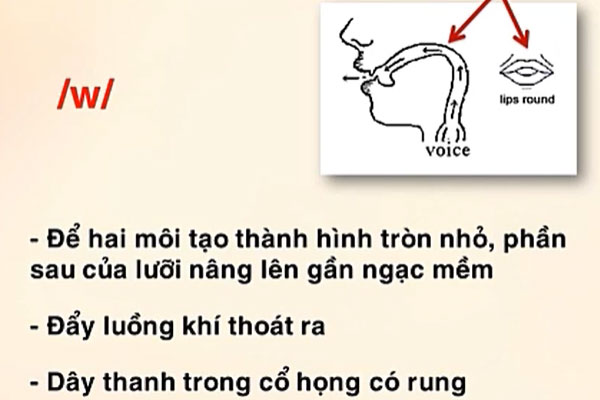 /w/
lips round
voice
- Để hai môi tạo thành hình tròn nhỏ, phần
sau của lưỡi nâng lên gần ngạc mềm
- Đẩy luồng khí thoát ra
- Dây thanh trong cổ họng có rung